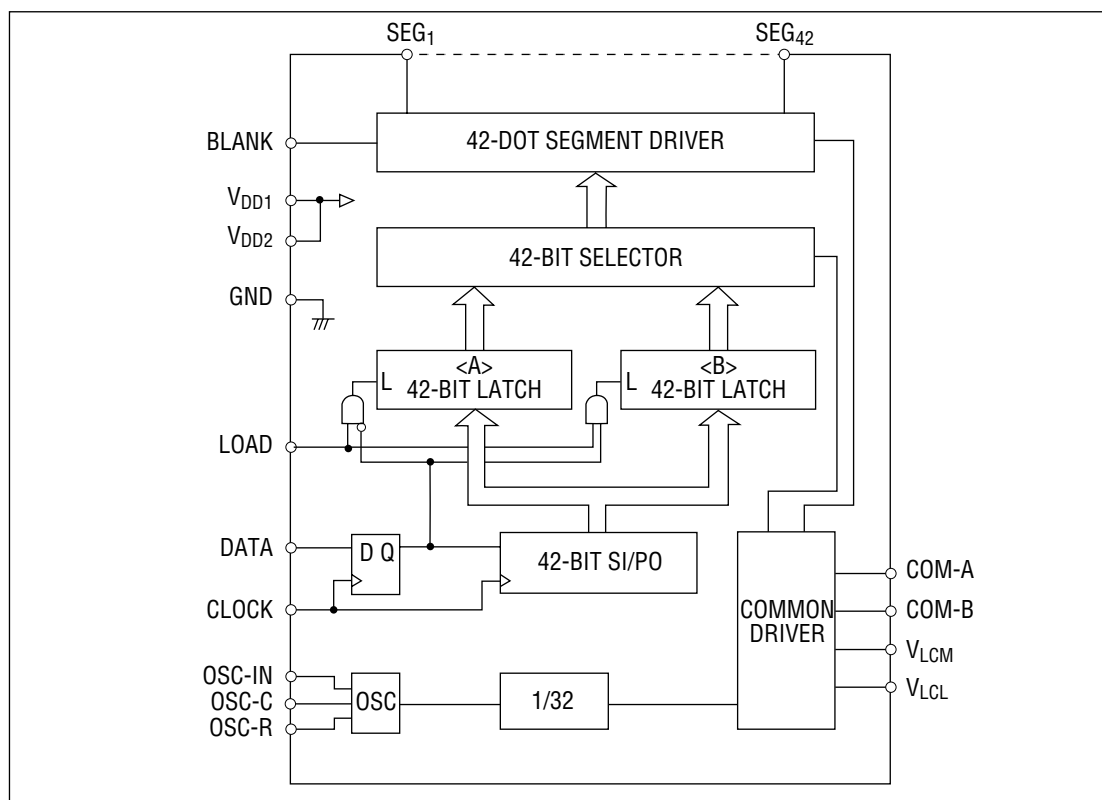 SEG1
SEG42
BLANK
42-DOT SEGMENT DRIVER
VDD1
VDD2
42-BIT SELECTOR
GND
<A>
L
42-BIT LATCH
<B>
L
42-BIT LATCH
LOAD
DATA
D Q
42-BIT SI/PO
CLOCK
COMMON
DRIVER
COM-A
COM-B
VLCM
VLCL
OSC-IN
OSC-C
OSC-R
OSC
1/32